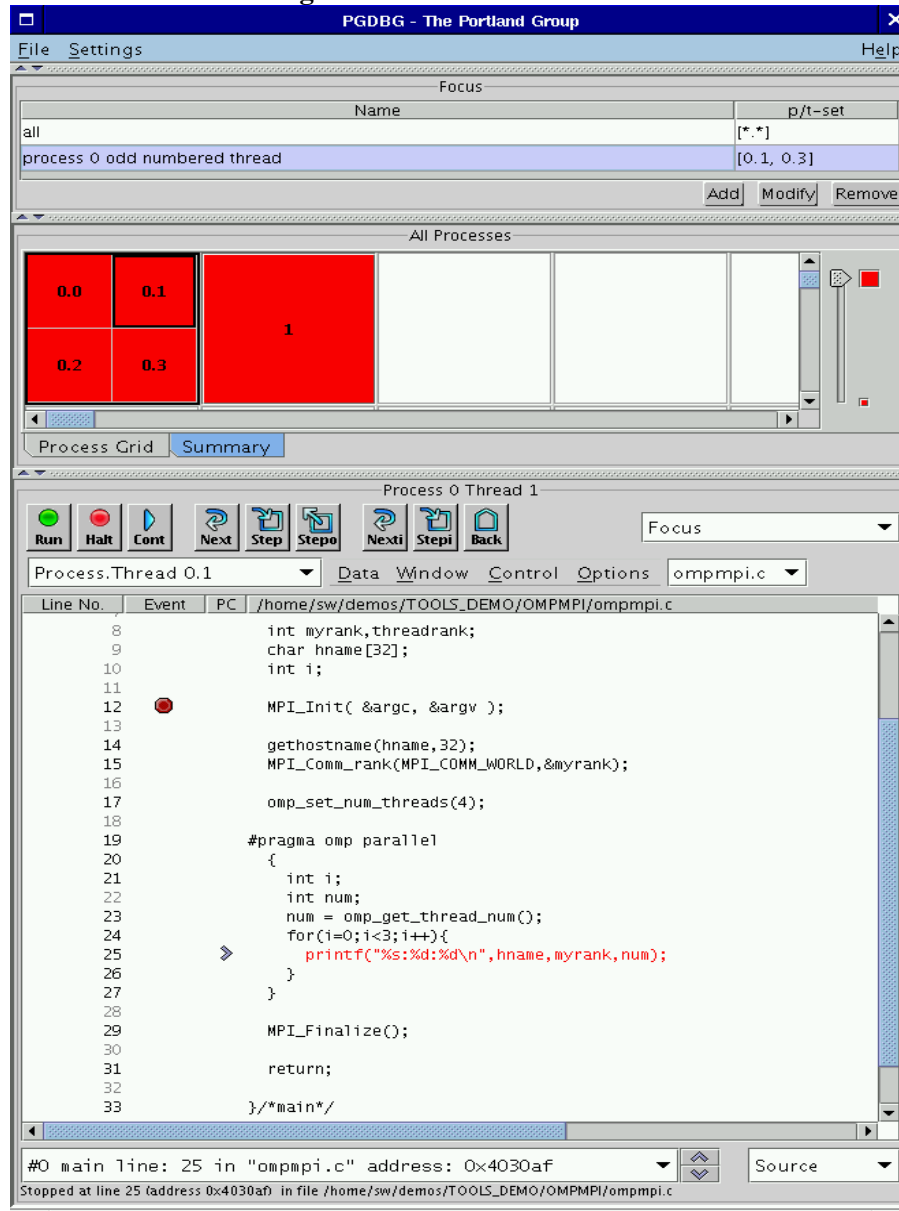 PGDBG - The Portland Group
File Settings Help
Focus
Name p/t-set
all [*.*]
process 0 odd numbered thread [0.1, 0.3]
Add Modify Remove
All Processes
0.0 0.1
1
0.2 0.3
Process Grid Summary
Process 0 Thread 1
Run Halt Cont Next Step Stepo Nexti Stepi Back Focus
Process.Thread 0.1 Data Window Control Options ompmpi.c
Line No. Event PC /home/sw/demos/TOOLS_DEMO/OMPMPI/ompmpi.c
8 int myrank,threadrank;
9 char hname[32];
10 int i;
11
12 MPI_Init( &argc, &argv );
13
14 gethostname(hname,32);
15 MPI_Comm_rank(MPI_COMM_WORLD,&myrank);
16
17 omp_set_num_threads(4);
18
19 #pragma omp parallel
20 {
21 int i;
22 int num;
23 num = omp_get_thread_num();
24 for(i=0;i<3;i++){
25 printf("%s:%d:%d\n",hname,myrank,num);
26 }
27 }
28
29 MPI_Finalize();
30
31 return;
32
33 }/*main*/
#0 main line: 25 in "ompmpi.c" address: 0x4030af Source
Stopped at line 25 (address 0x4030af) in file /home/sw/demos/TOOLS_DEMO/OMPMPI/ompmpi.c